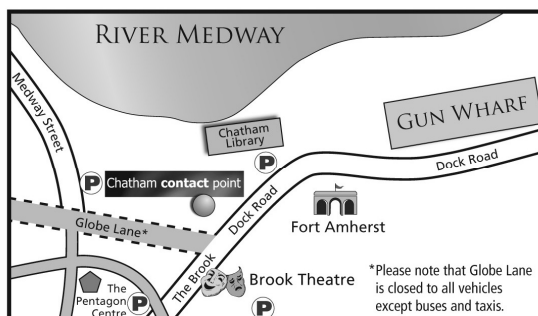 RIVER MEDWAY
Medway Street
Chatham
Library
GUN WHARF
P
P
Chatham contact point
Dock Road
Dock Road
Fort Amherst
Globe Lane*
The Brook
Brook Theatre
The
Pentagon
Centre
P
P
*Please note that Globe Lane
is closed to all vehicles
except buses and taxis.